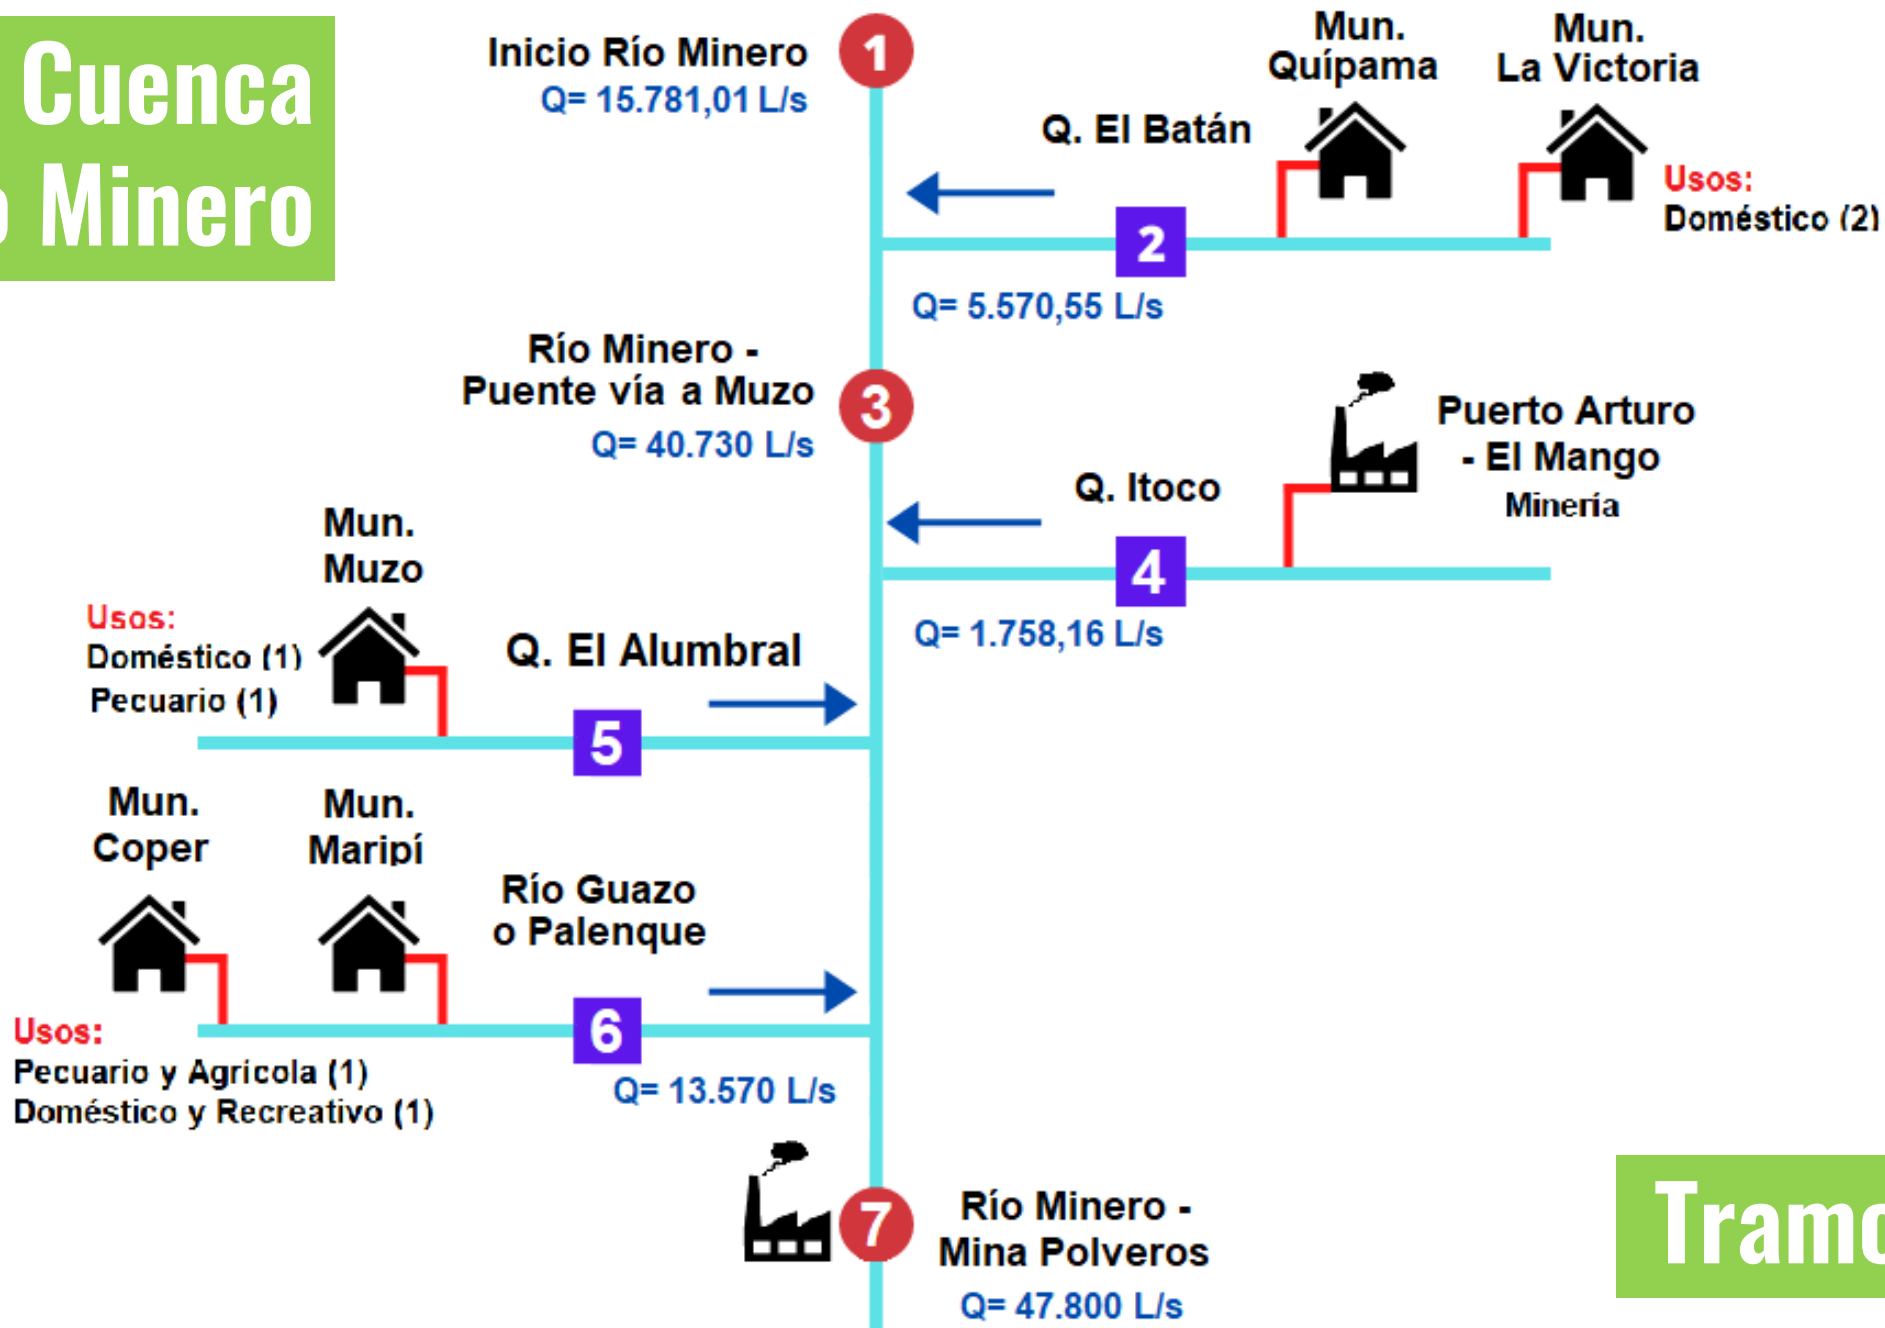 Cuenca
o Minero
Inicio Río Minero
Q= 15.781,01 L/s
1
Mun.
Quípama
Mun.
La Victoria
Q. El Batán
Usos:
Doméstico (2)
2
Q= 5.570,55 L/s
Río Minero -
Puente vía a Muzo
Q= 40.730 L/s
3
Puerto Arturo
- El Mango
Minería
Q. Itoco
4
Q= 1.758,16 L/s
Mun.
Muzo
Usos:
Doméstico (1)
Pecuario (1)
Q. El Alumbral
5
Mun.
Coper
Mun.
Maripí
Río Guazo
o Palenque
6
Usos:
Pecuario y Agrícola (1)
Doméstico y Recreativo (1)
Q= 13.570 L/s
7
Río Minero -
Mina Polveros
Q= 47.800 L/s
Tramo